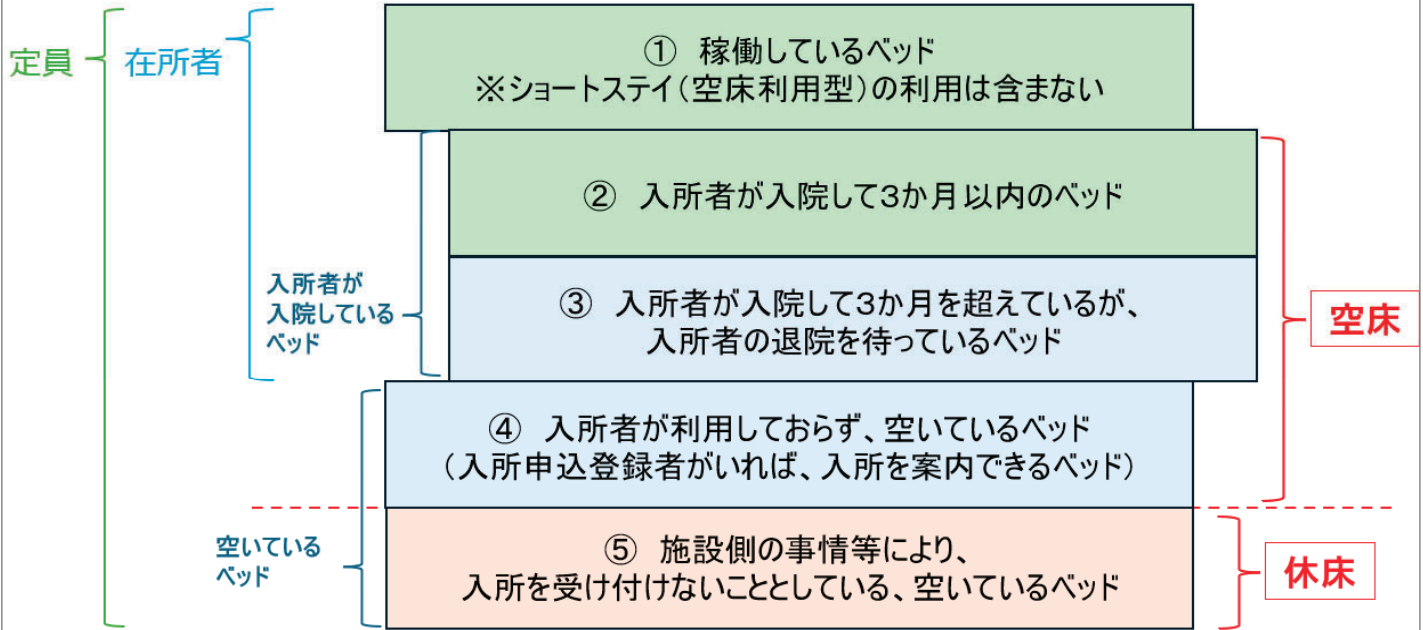 定員
在所者
① 稼働しているベッド
※ショートステイ(空床利用型)の利用は含まない
② 入所者が入院して3か月以内のベッド
入所者が
入院している
ベッド
③ 入所者が入院して3か月を超えているが、
入所者の退院を待っているベッド
空床
④ 入所者が利用しておらず、空いているベッド
(入所申込登録者がいれば、入所を案内できるベッド)
空いている
ベッド
⑤ 施設側の事情等により、
入所を受け付けないこととしている、空いているベッド
休床